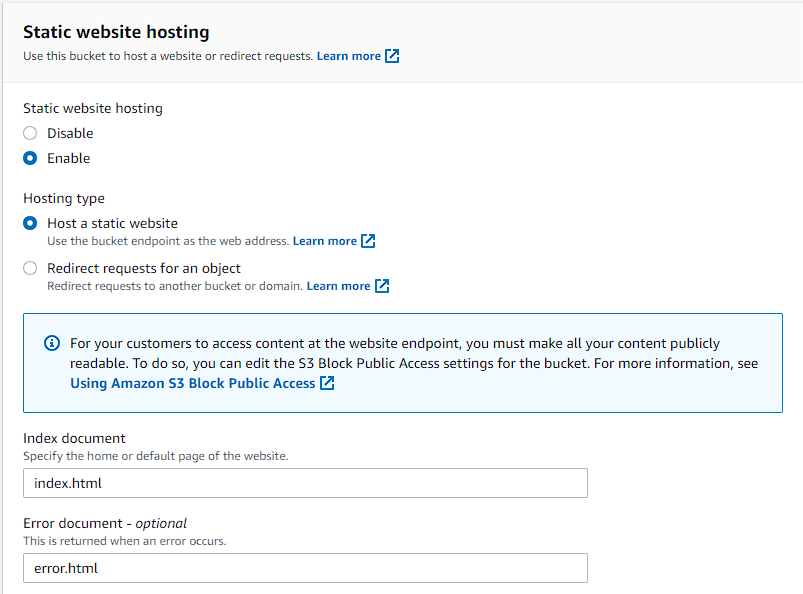 Static website hosting
Use this bucket to host a website or redirect requests. Learn more
Static website hosting
Disable
Enable
Hosting type
Host a static website
Use the bucket endpoint as the web address. Learn more
Redirect requests for an object
Redirect requests to another bucket or domain. Learn more
For your customers to access content at the website endpoint, you must make all your content publicly
readable. To do so, you can edit the S3 Block Public Access settings for the bucket. For more information, see
Using Amazon S3 Block Public Access
Index document
Specify the home or default page of the website.
index.html
Error document - optional
This is returned when an error occurs.
error.html